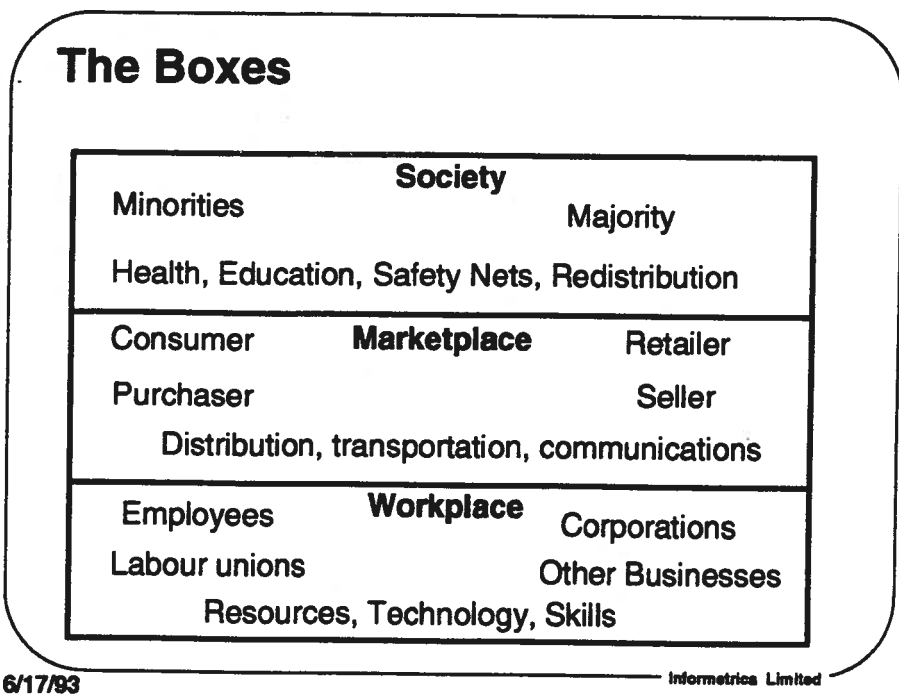 The Boxes
Society
Minorities Majority
Health, Education, Safety Nets, Redistribution
Consumer Marketplace Retailer
Purchaser Seller
Distribution, transportation, communications
Employees Workplace Corporations
Labour unions Other Businesses
Resources, Technology, Skills
6/17/93 Informetrica Limited